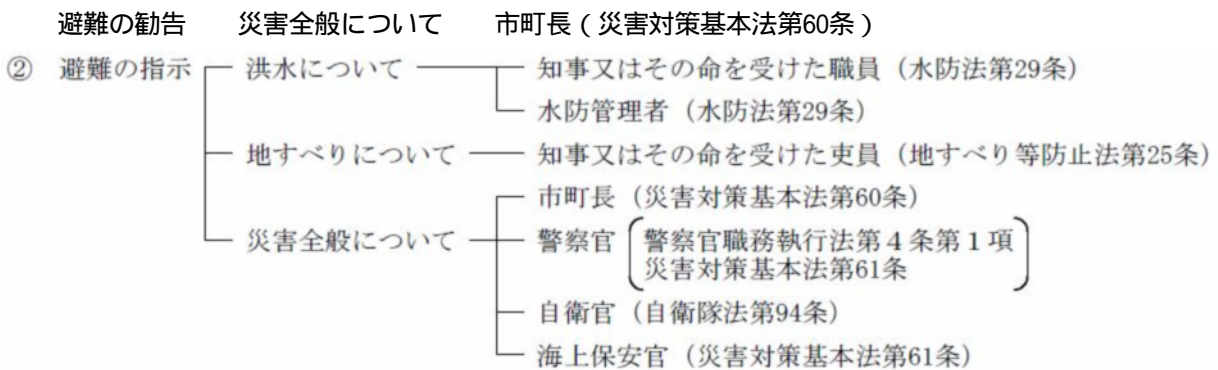 避難の勧告　災害全般について　市町長（災害対策基本法第60条）
② 避難の指示　洪水について　知事又はその命を受けた職員（水防法第29条）
水防管理者（水防法第29条）
地すべりについて　知事又はその命を受けた吏員（地すべり等防止法第25条）
市町長（災害対策基本法第60条）
災害全般について　警察官　警察官職務執行法第４条第１項
災害対策基本法第61条
自衛官（自衛隊法第94条）
海上保安官（災害対策基本法第61条）